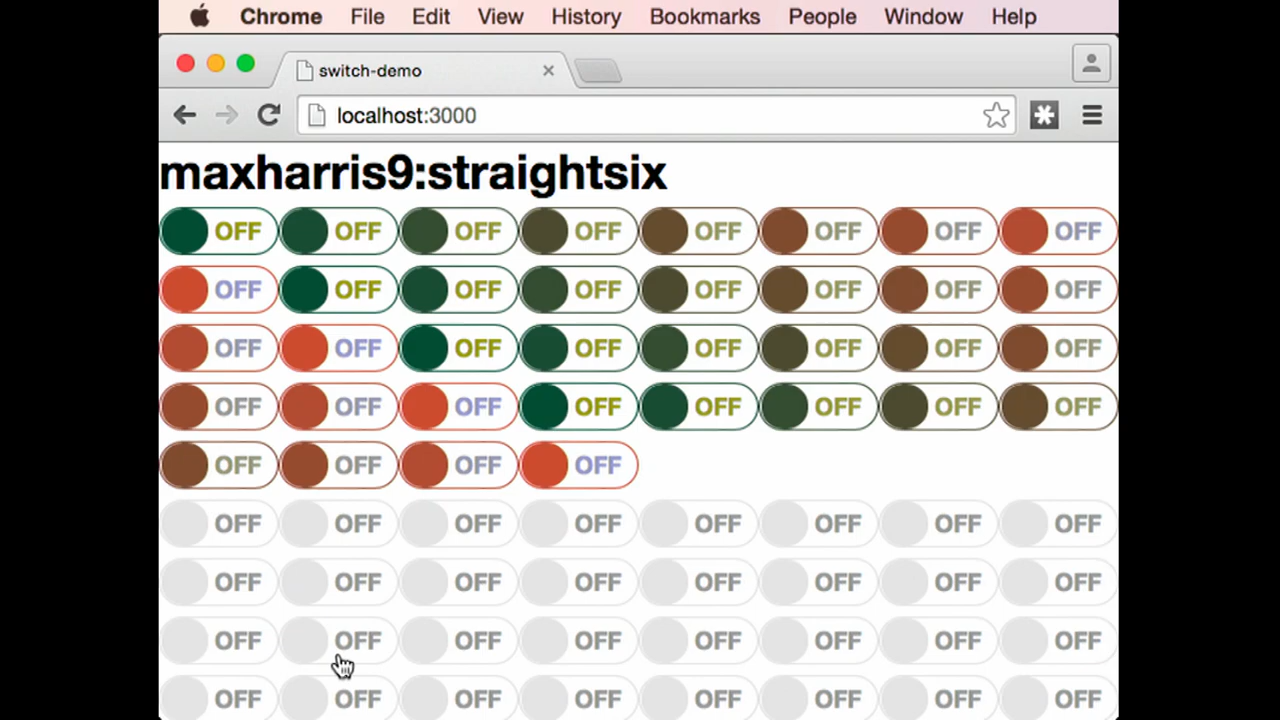 Chrome File Edit View History Bookmarks People Window Help
switch-demo
localhost:3000
maxharris9:straightsix
OFF OFF OFF OFF OFF OFF OFF OFF
OFF OFF OFF OFF OFF OFF OFF OFF
OFF OFF OFF OFF OFF OFF OFF OFF
OFF OFF OFF OFF OFF OFF OFF OFF
OFF OFF OFF OFF
OFF OFF OFF OFF OFF OFF OFF OFF
OFF OFF OFF OFF OFF OFF OFF OFF
OFF OFF OFF OFF OFF OFF OFF OFF
OFF OFF OFF OFF OFF OFF OFF OFF